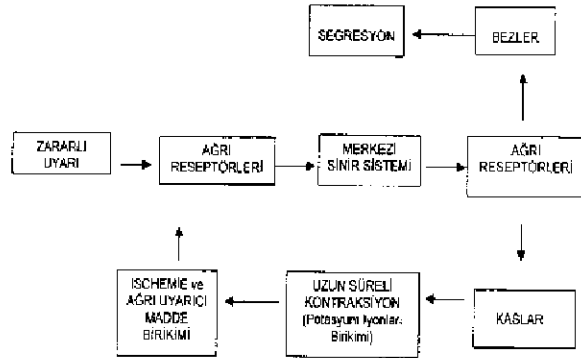 SEGRESYON
BEZLER
ZARARLI
UYARI
AĞRI
RESEPTÖRLERİ
MERKEZİ
SİNİR SİSTEMİ
AĞRI
RESEPTÖRLERİ
ISCHEMIE ve
AĞRI UYARICI
MADDE
BİRİKİMİ
UZUN SÜRELİ
KONTRAKSİYON
(Potasyum İyonları
Birikimi)
KASLAR